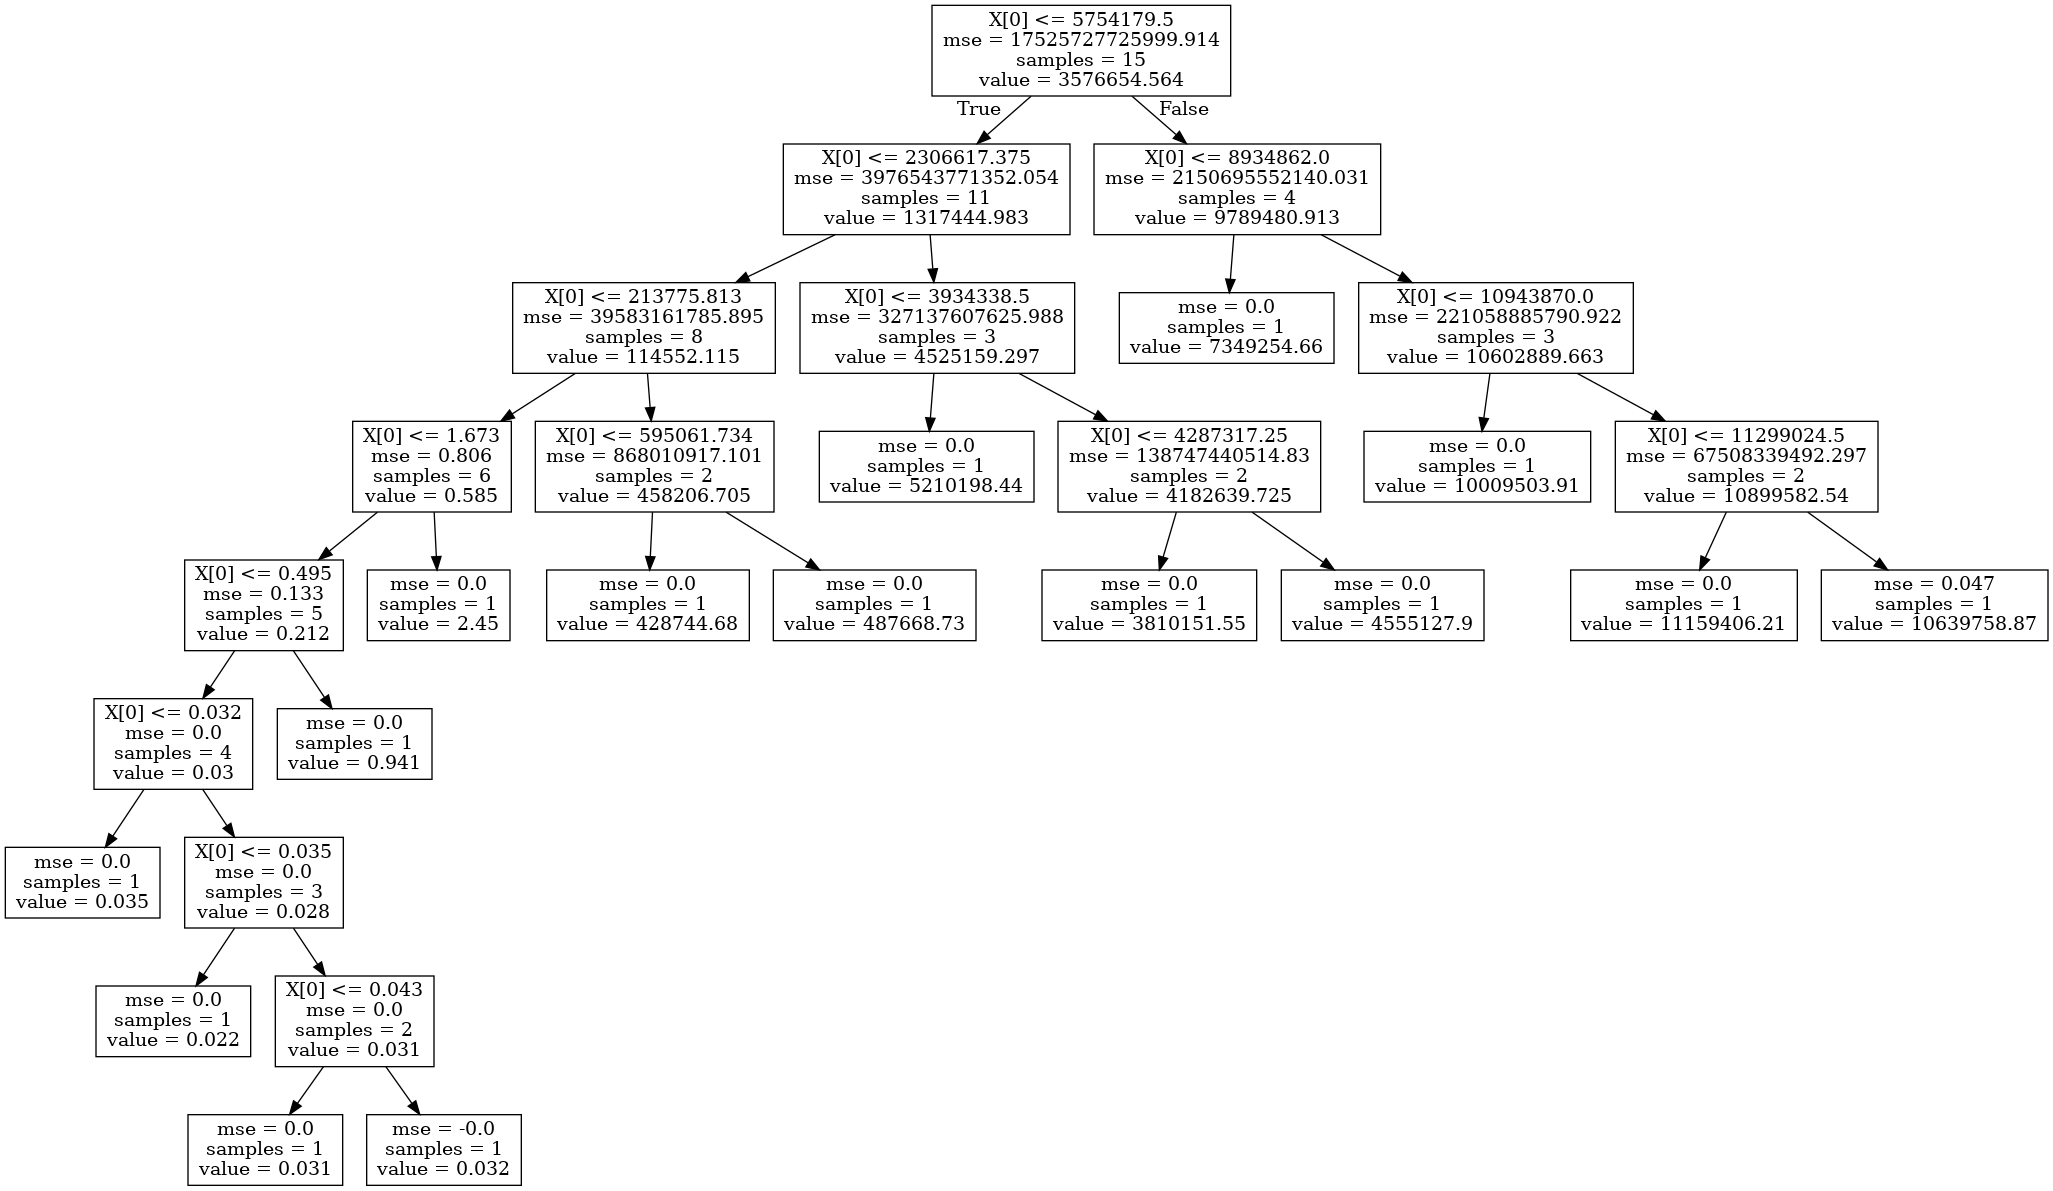 X[0] <= 5754179.5
mse = 17525727725999.914
samples = 15
value = 3576654.564
True
False
X[0] <= 2306617.375
mse = 3976543771352.054
samples = 11
value = 1317444.983
X[0] <= 8934862.0
mse = 2150695552140.031
samples = 4
value = 9789480.913
X[0] <= 213775.813
mse = 39583161785.895
samples = 8
value = 114552.115
X[0] <= 3934338.5
mse = 327137607625.988
samples = 3
value = 4525159.297
mse = 0.0
samples = 1
value = 7349254.66
X[0] <= 10943870.0
mse = 221058885790.922
samples = 3
value = 10602889.663
X[0] <= 1.673
mse = 0.806
samples = 6
value = 0.585
X[0] <= 595061.734
mse = 868010917.101
samples = 2
value = 458206.705
mse = 0.0
samples = 1
value = 5210198.44
X[0] <= 4287317.25
mse = 138747440514.83
samples = 2
value = 4182639.725
mse = 0.0
samples = 1
value = 10009503.91
X[0] <= 11299024.5
mse = 67508339492.297
samples = 2
value = 10899582.54
X[0] <= 0.495
mse = 0.133
samples = 5
value = 0.212
mse = 0.0
samples = 1
value = 2.45
mse = 0.0
samples = 1
value = 428744.68
mse = 0.0
samples = 1
value = 487668.73
mse = 0.0
samples = 1
value = 3810151.55
mse = 0.0
samples = 1
value = 4555127.9
mse = 0.0
samples = 1
value = 11159406.21
mse = 0.047
samples = 1
value = 10639758.87
X[0] <= 0.032
mse = 0.0
samples = 4
value = 0.03
mse = 0.0
samples = 1
value = 0.941
mse = 0.0
samples = 1
value = 0.035
X[0] <= 0.035
mse = 0.0
samples = 3
value = 0.028
mse = 0.0
samples = 1
value = 0.022
X[0] <= 0.043
mse = 0.0
samples = 2
value = 0.031
mse = 0.0
samples = 1
value = 0.031
mse = -0.0
samples = 1
value = 0.032